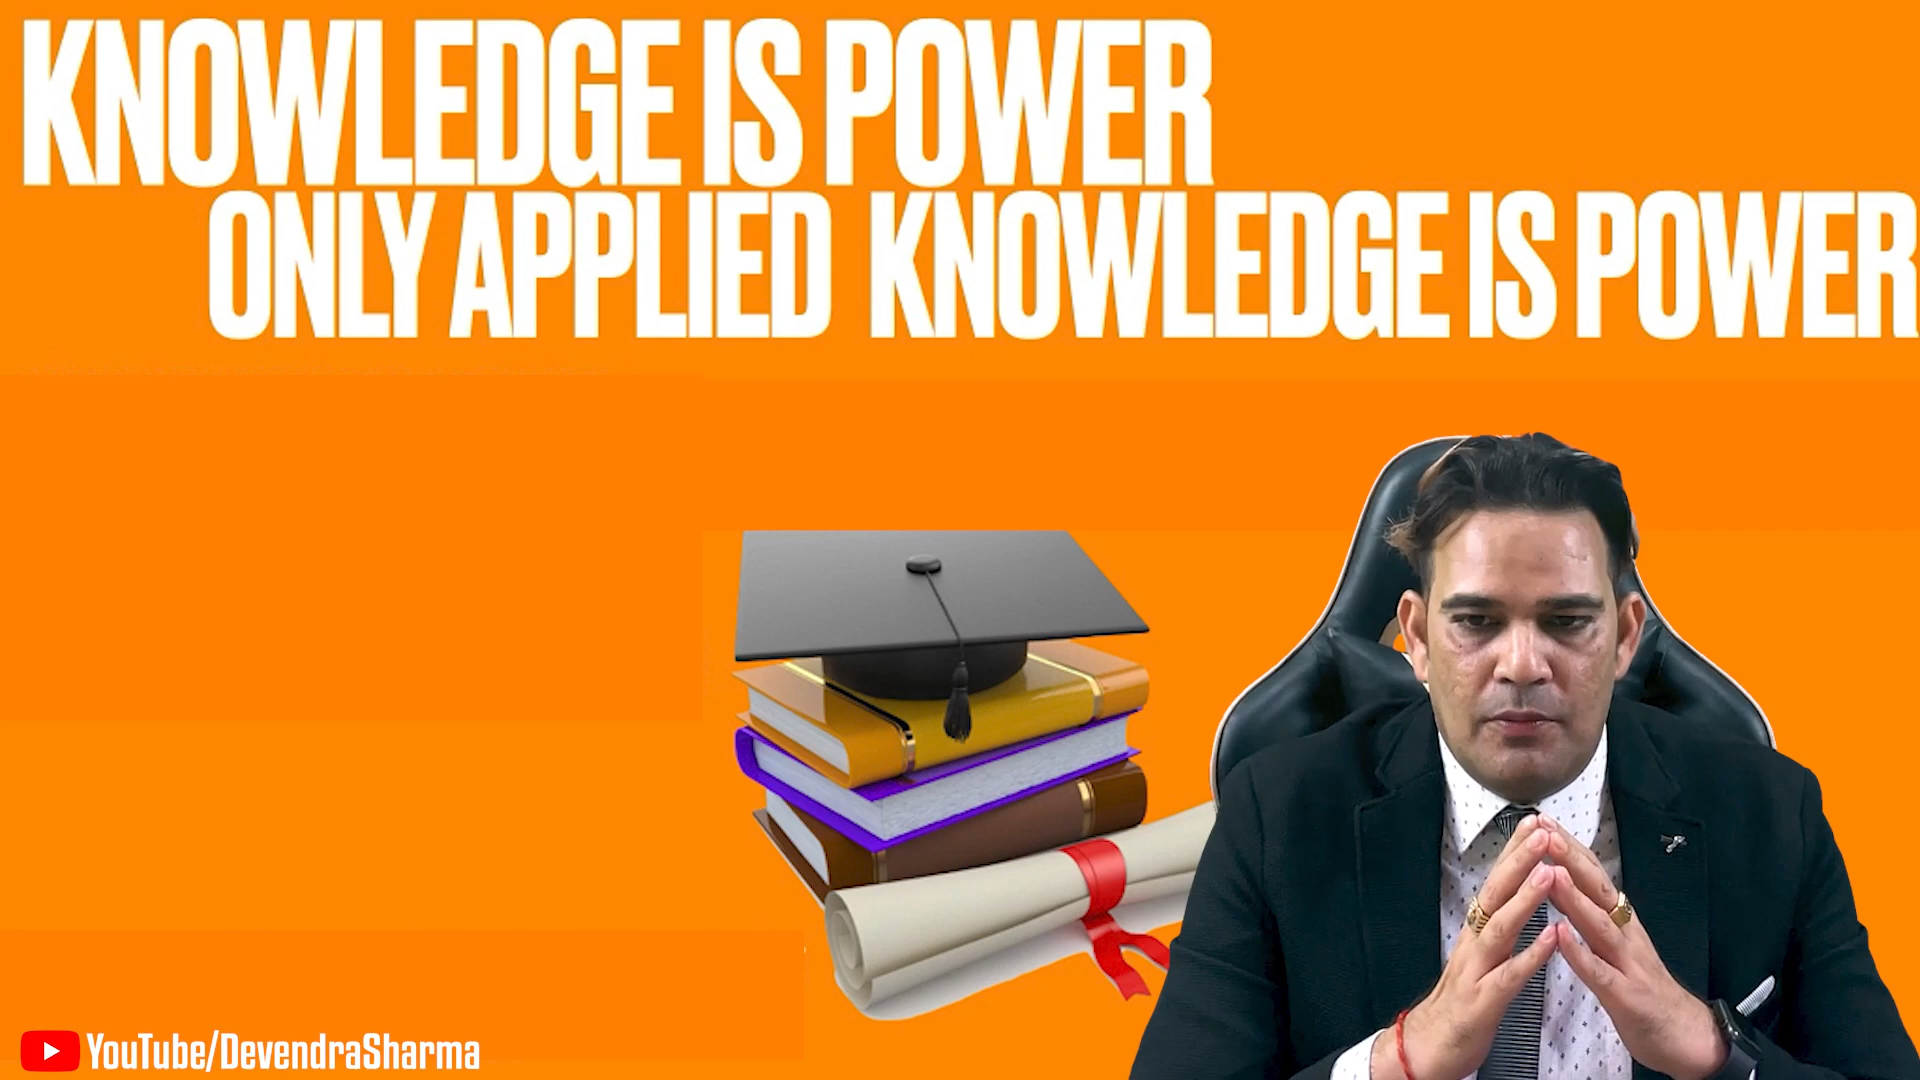 KNOWLEDGE IS POWER
ONLY APPLIED KNOWLEDGE IS POWER
YouTube/DevendraSharma